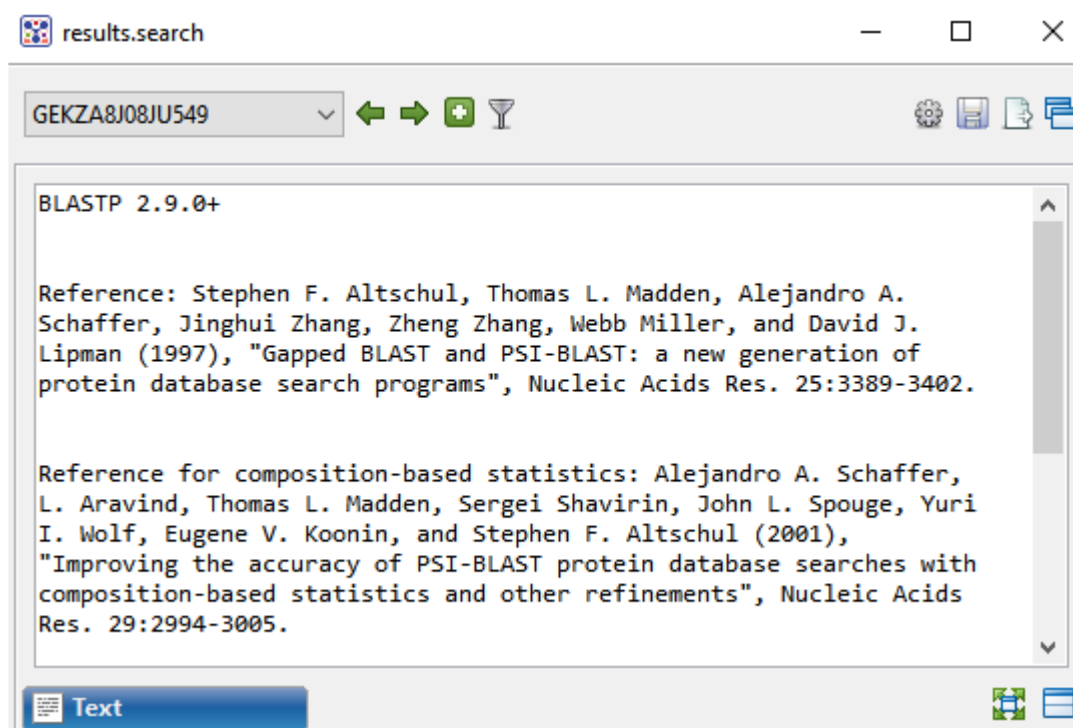 results.search
GEKZA8J08JU549
BLASTP 2.9.0+
Reference: Stephen F. Altschul, Thomas L. Madden, Alejandro A.
Schaffer, Jinghui Zhang, Zheng Zhang, Webb Miller, and David J.
Lipman (1997), "Gapped BLAST and PSI-BLAST: a new generation of
protein database search programs", Nucleic Acids Res. 25:3389-3402.
Reference for composition-based statistics: Alejandro A. Schaffer,
L. Aravind, Thomas L. Madden, Sergei Shavirin, John L. Spouge, Yuri
I. Wolf, Eugene V. Koonin, and Stephen F. Altschul (2001),
"Improving the accuracy of PSI-BLAST protein database searches with
composition-based statistics and other refinements", Nucleic Acids
Res. 29:2994-3005.
Text